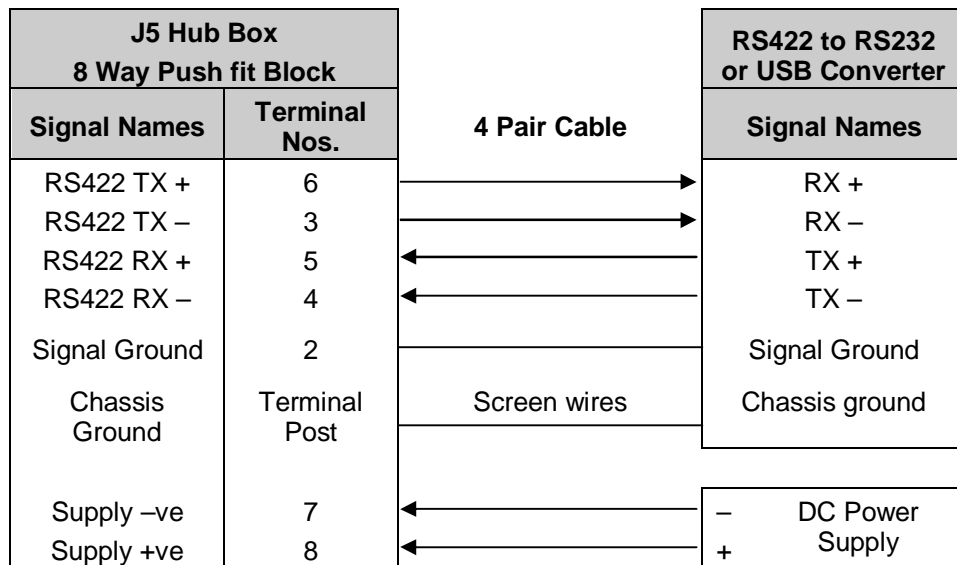 J5 Hub Box
8 Way Push fit Block
RS422 to RS232
or USB Converter
Signal Names
Terminal
Nos.
4 Pair Cable
Signal Names
RS422 TX + 6 RX +
RS422 TX – 3 RX –
RS422 RX + 5 TX +
RS422 RX – 4 TX –
Signal Ground 2 Signal Ground
Chassis
Ground
Terminal
Post
Screen wires
Chassis ground
Supply –ve 7 – DC Power
Supply +ve 8 + Supply